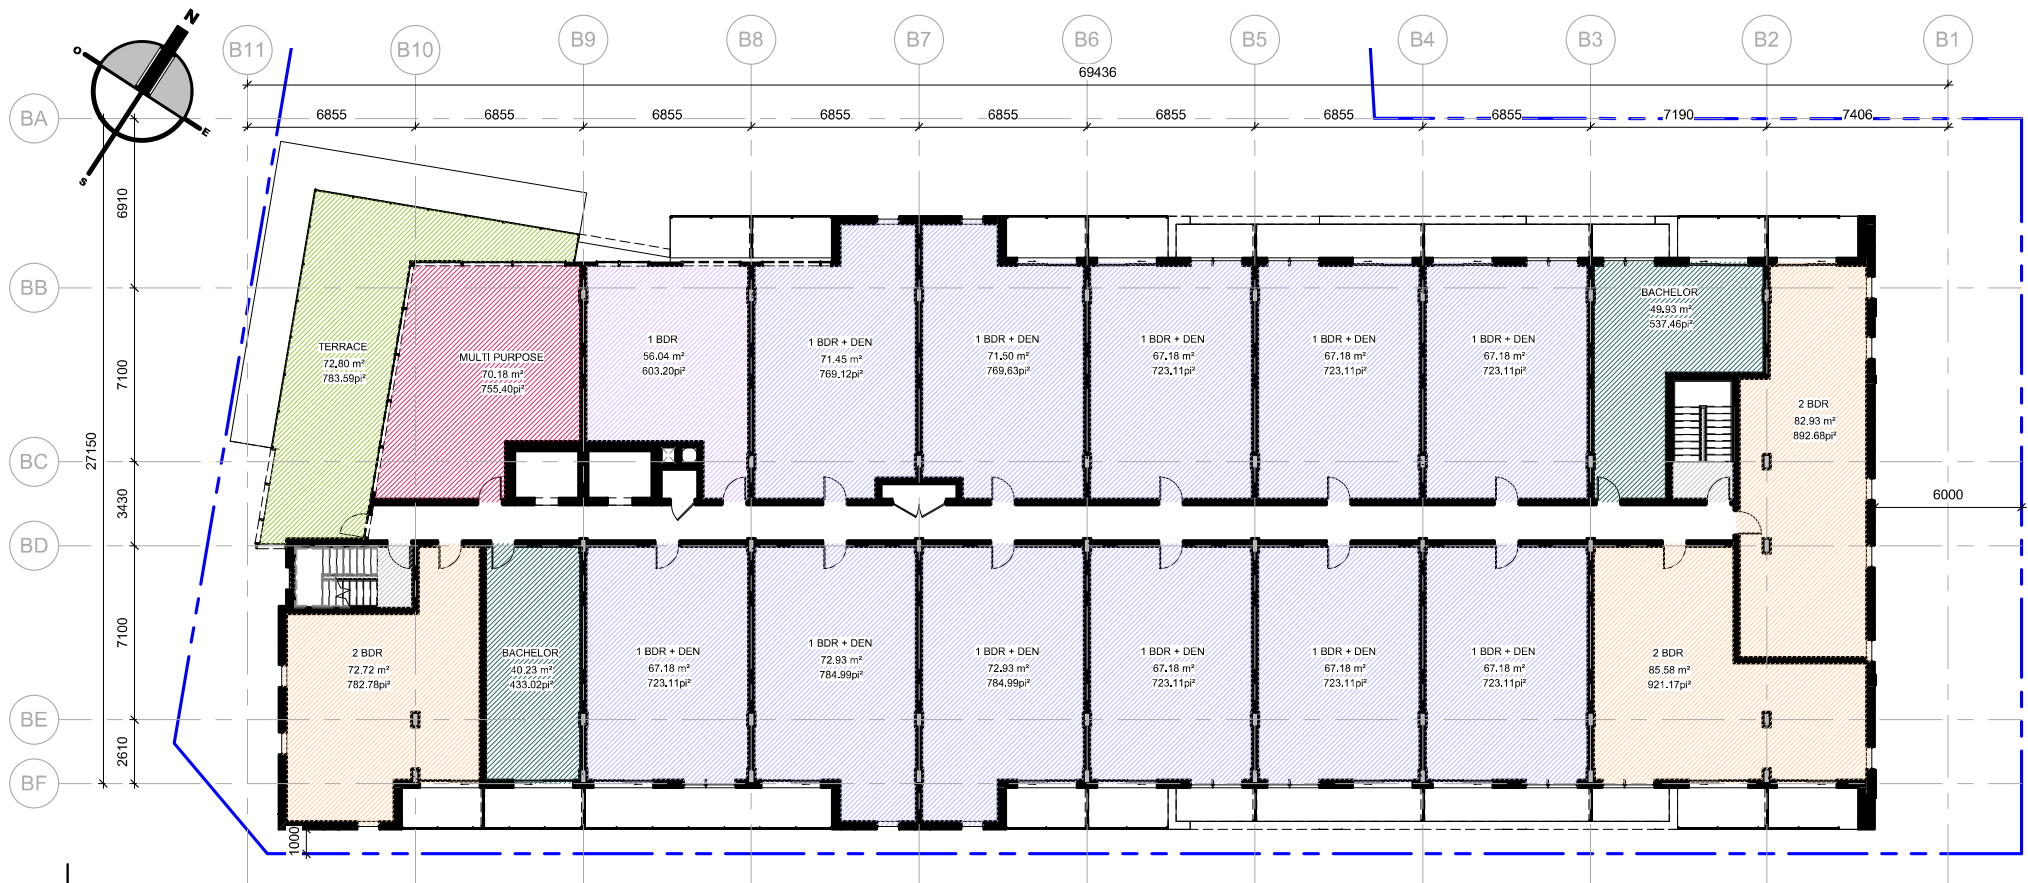 N
O
E
S
B11
B10
B9
B8
B7
B6
B5
B4
B3
B2
B1
69436
BA
6855
6855
6855
6855
6855
6855
6855
6855
7190
7406
6910
BB
7100
27150
BC
3430
BD
7100
BE
2610
BF
1000
6000
TERRACE
72.80 m²
783.59pi²
MULTI PURPOSE
70.18 m²
755.40pi²
1 BDR
56.04 m²
603.20pi²
1 BDR + DEN
71.45 m²
769.12pi²
1 BDR + DEN
71.50 m²
769.63pi²
1 BDR + DEN
67.18 m²
723.11pi²
1 BDR + DEN
67.18 m²
723.11pi²
1 BDR + DEN
67.18 m²
723.11pi²
BACHELOR
49.93 m²
537.46pi²
2 BDR
82.93 m²
892.68pi²
2 BDR
72.72 m²
782.78pi²
BACHELOR
40.23 m²
433.02pi²
1 BDR + DEN
67.18 m²
723.11pi²
1 BDR + DEN
72.93 m²
784.99pi²
1 BDR + DEN
72.93 m²
784.99pi²
1 BDR + DEN
67.18 m²
723.11pi²
1 BDR + DEN
67.18 m²
723.11pi²
1 BDR + DEN
67.18 m²
723.11pi²
2 BDR
85.58 m²
921.17pi²